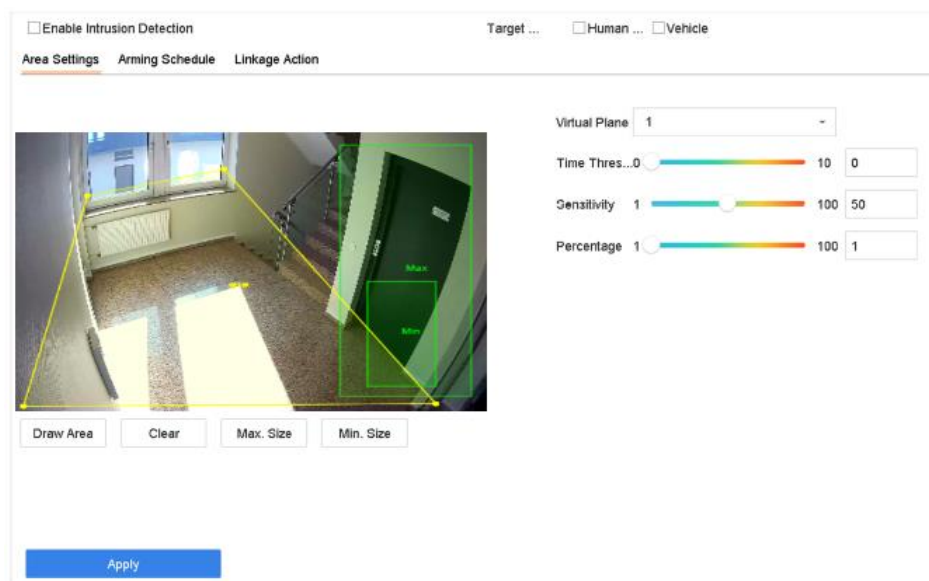 Enable Intrusion Detection Target ... Human ... Vehicle
Area Settings Arming Schedule Linkage Action
Virtual Plane 1
Time Thres...0 10 0
Sensitivity 1 100 50
Percentage 1 100 1
Max
Min
Draw Area Clear Max. Size Min. Size
Apply